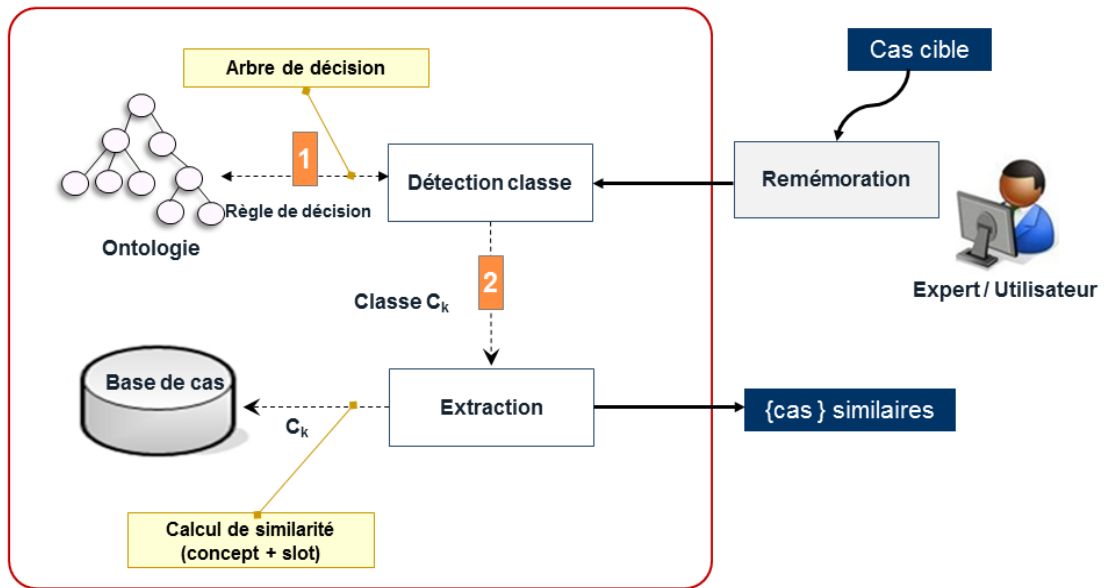 Arbre de décision
Cas cible
1
Détection classe
Remémoration
Règle de décision
Ontologie
2
Classe Ck
Expert / Utilisateur
Base de cas
Extraction
{cas } similaires
Ck
Calcul de similarité
(concept + slot)